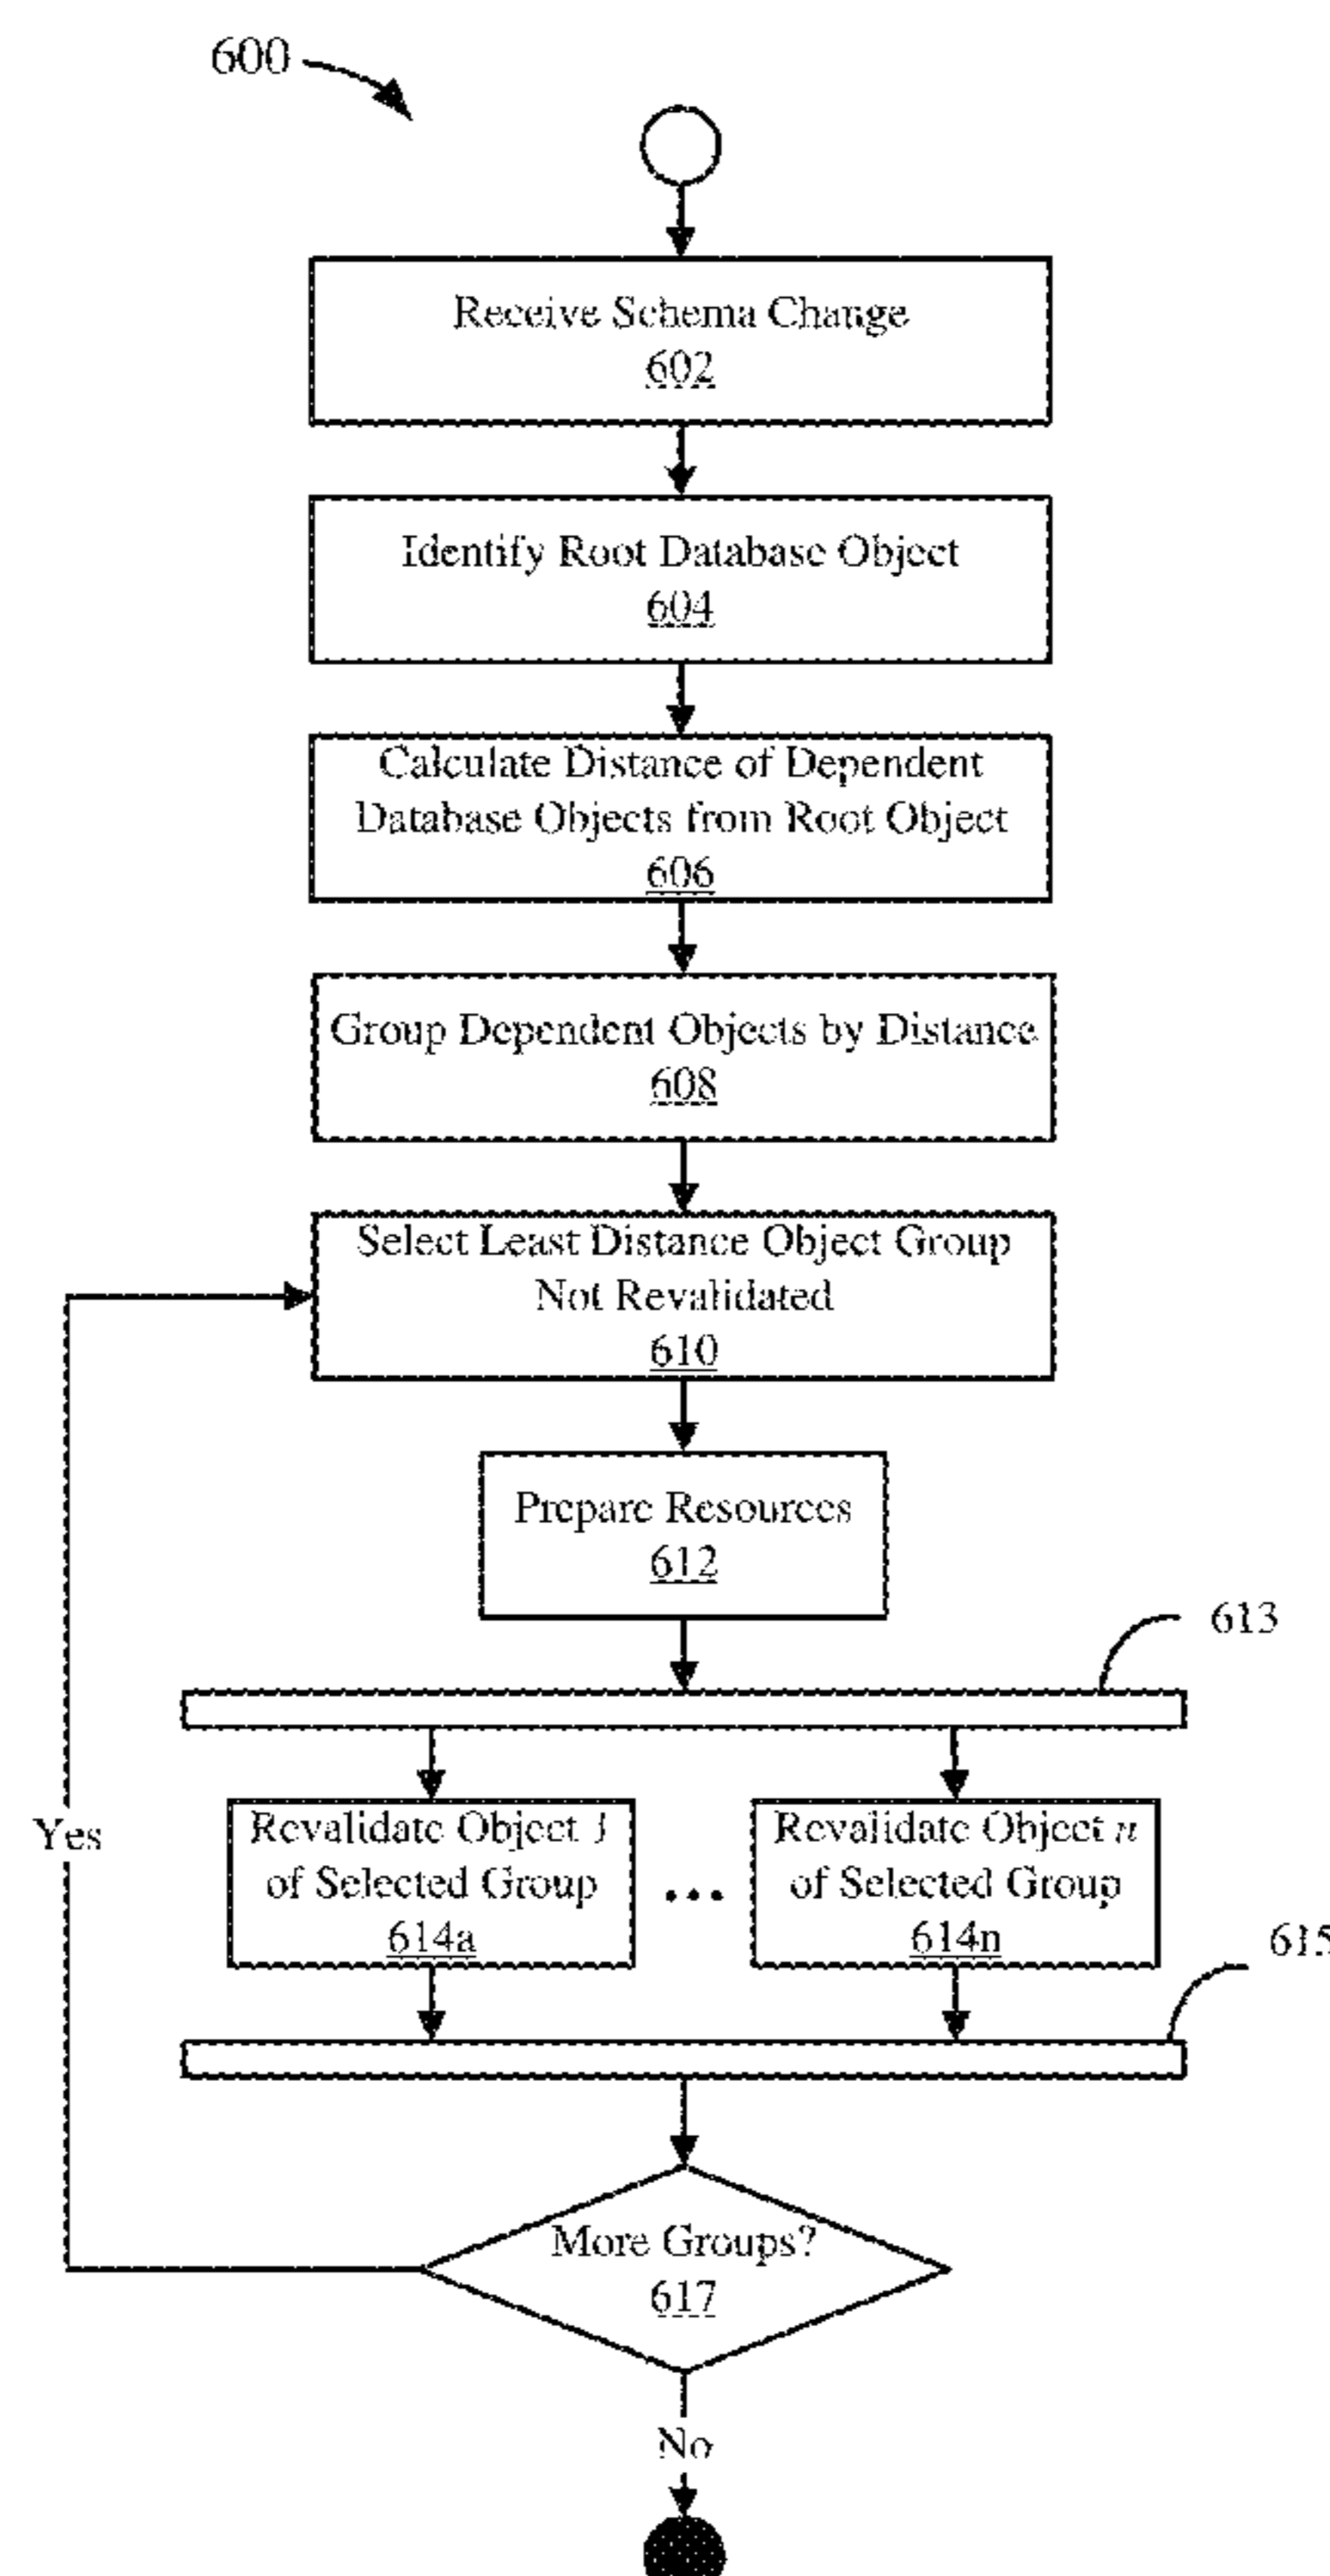 600
Receive Schema Change
602
Identify Root Database Object
604
Calculate Distance of Dependent
Database Objects from Root Object
606
Group Dependent Objects by Distance
608
Select Least Distance Object Group
Not Revalidated
610
Prepare Resources
612
613
Revalidate Object 1
of Selected Group
614a
...
Revalidate Object n
of Selected Group
614n
615
Yes
More Groups?
617
No